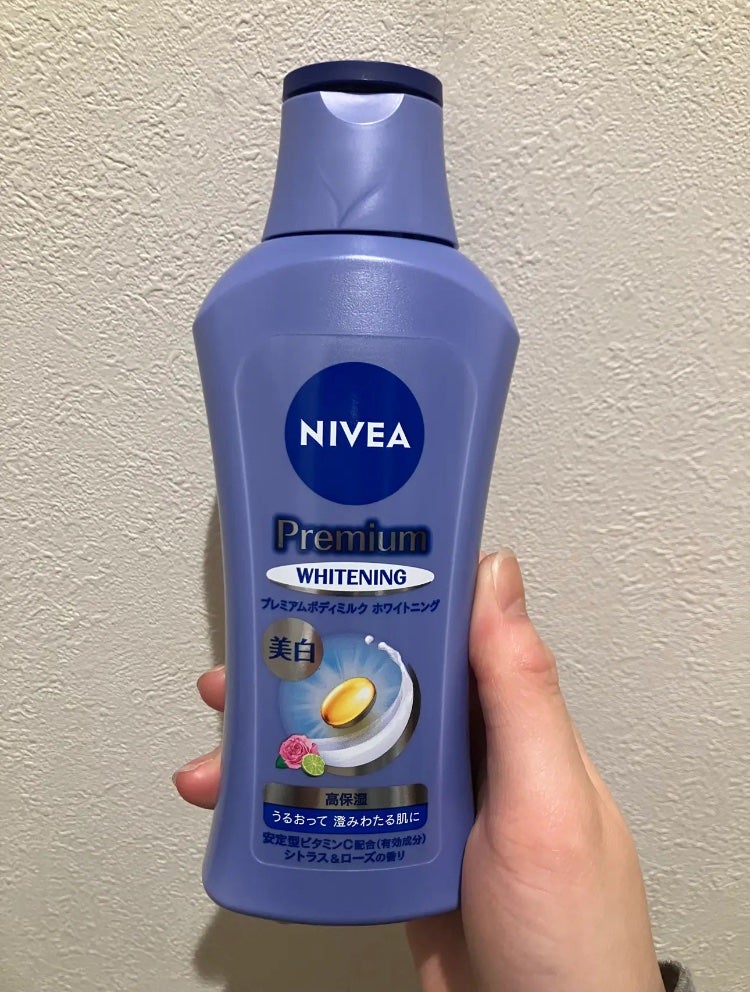 NIVEA
Premium
WHITENING
プレミアムボディミルク ホワイトニング
美白
高保湿
うるおって 澄みわたる肌に
安定型ビタミンC配合(有効成分)
シトラス&ローズの香り